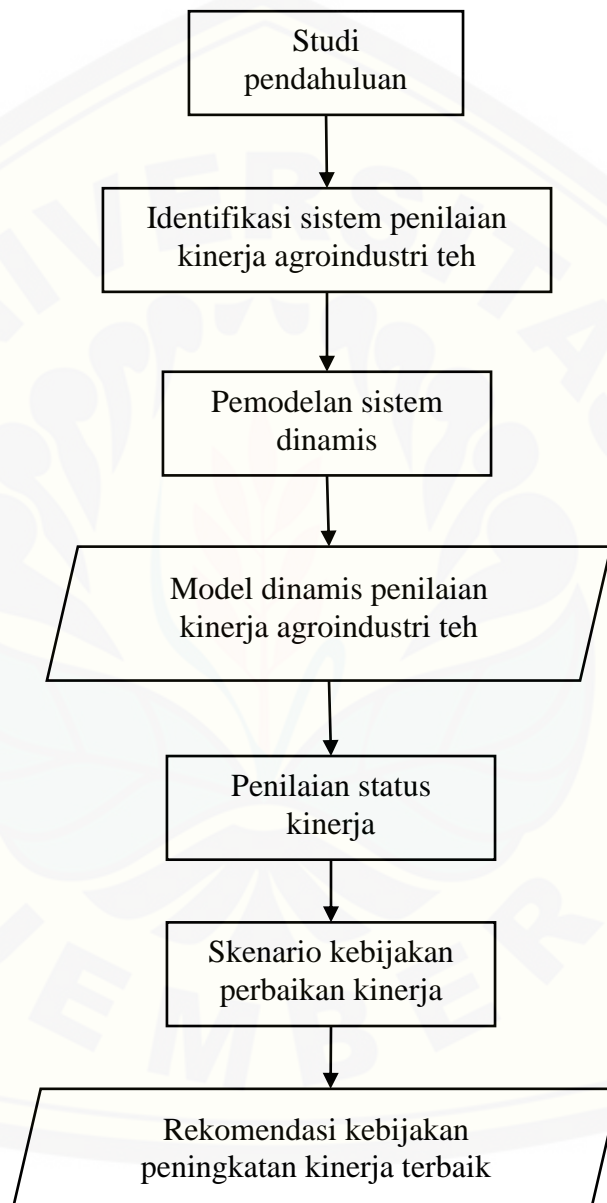 Studi
pendahuluan
Identifikasi sistem penilaian
kinerja agroindustri teh
Pemodelan sistem
dinamis
Model dinamis penilaian
kinerja agroindustri teh
Penilaian status
kinerja
Skenario kebijakan
perbaikan kinerja
Rekomendasi kebijakan
peningkatan kinerja terbaik